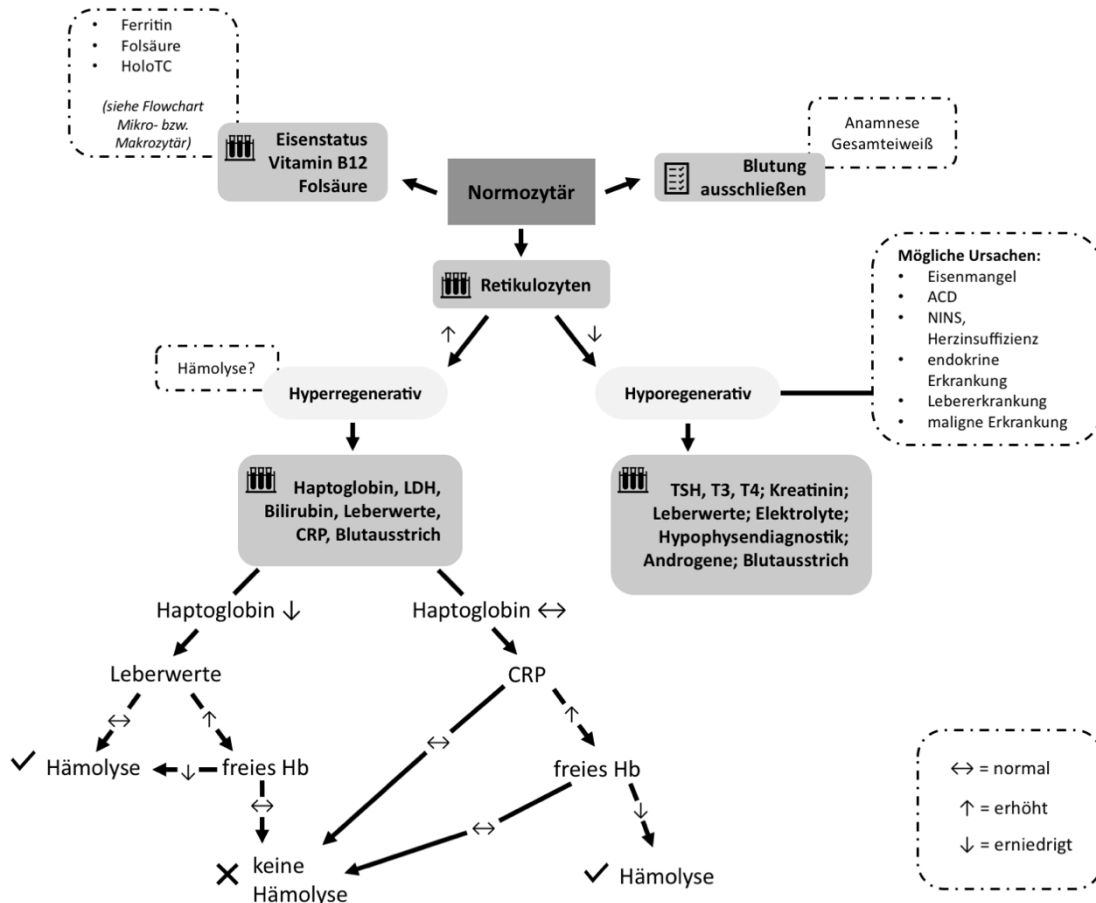 Ferritin
Folsäure
HoloTC
(siehe Flowchart
Mikro- bzw.
Makrozytär)
Eisenstatus
Vitamin B12
Folsäure
Normozytär
Anamnese
Gesamteiweiß
Blutung
ausschließen
Retikulozyten
↑
↓
Mögliche Ursachen:
Eisenmangel
ACD
NINS,
Herzinsuffizienz
endokrine
Erkrankung
Lebererkrankung
maligne Erkrankung
Hämolyse?
Hyperregenerativ
Hyporegenerativ
Haptoglobin, LDH,
Bilirubin, Leberwerte,
CRP, Blutausstrich
TSH, T3, T4; Kreatinin;
Leberwerte; Elektrolyte;
Hypophysendiagnostik;
Androgene; Blutausstrich
Haptoglobin ↓
Haptoglobin ↔
Leberwerte
CRP
↔
↑
↔
↑
Hämolyse
↓
freies Hb
freies Hb
↔
↔
↓
keine
Hämolyse
Hämolyse
↔ = normal
↑ = erhöht
↓ = erniedrigt